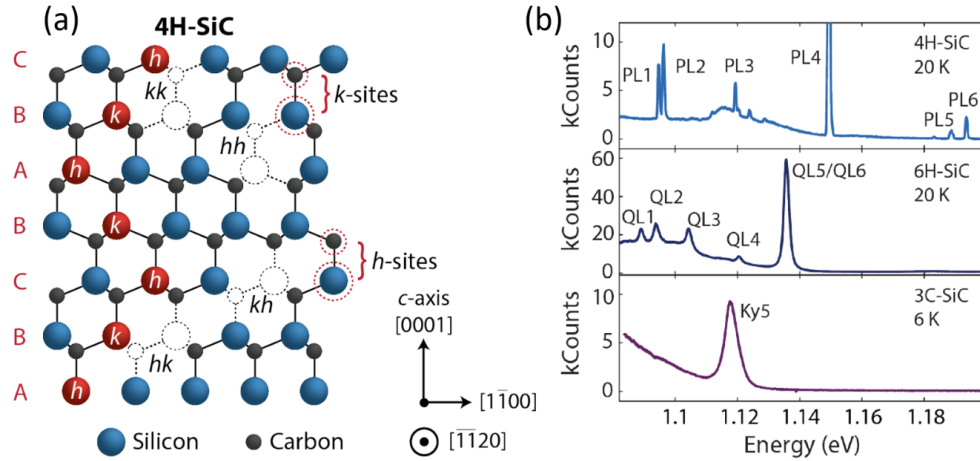 (a)
4H-SiC
C
B
A
B
C
B
A
h
k
h
k
h
k
h
kk
hh
kh
hk
k-sites
h-sites
c-axis
[0001]
[11̅00]
[1̅1̅20]
Silicon
Carbon
(b)
kCounts
10
5
0
PL1
PL2
PL3
PL4
PL5
PL6
4H-SiC
20 K
kCounts
60
40
20
0
QL1
QL2
QL3
QL4
QL5/QL6
6H-SiC
20 K
kCounts
10
5
0
Ky5
3C-SiC
6 K
1.1
1.12
1.14
1.16
1.18
Energy (eV)